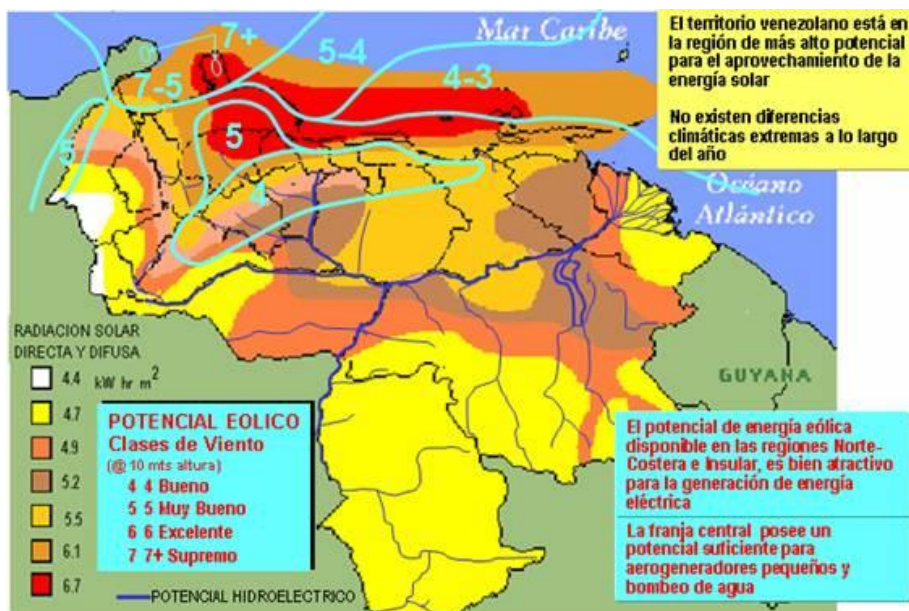 El territorio venezolano está en
la región de más alto potencial
para el aprovechamiento de la
energía solar
No existen diferencias
climáticas extremas a lo largo
del año
Mar Caribe
7+
5-4
7-5
4-3
5
4
Océano
Atlántico
GUYANA
RADIACION SOLAR
DIRECTA Y DIFUSA
4.4 kW hr m2
4.7
4.9
5.2
5.5
6.1
6.7
POTENCIAL EOLICO
Clases de Viento
(@ 10 mts altura)
4 4 Bueno
5 5 Muy Bueno
6 6 Excelente
7 7+ Supremo
POTENCIAL HIDROELECTRICO
El potencial de energía eólica
disponible en las regiones Norte-
Costera e Insular, es bien atractivo
para la generación de energía
eléctrica
La franja central posee un
potencial suficiente para
aerogeneradores pequeños y
bombeo de agua